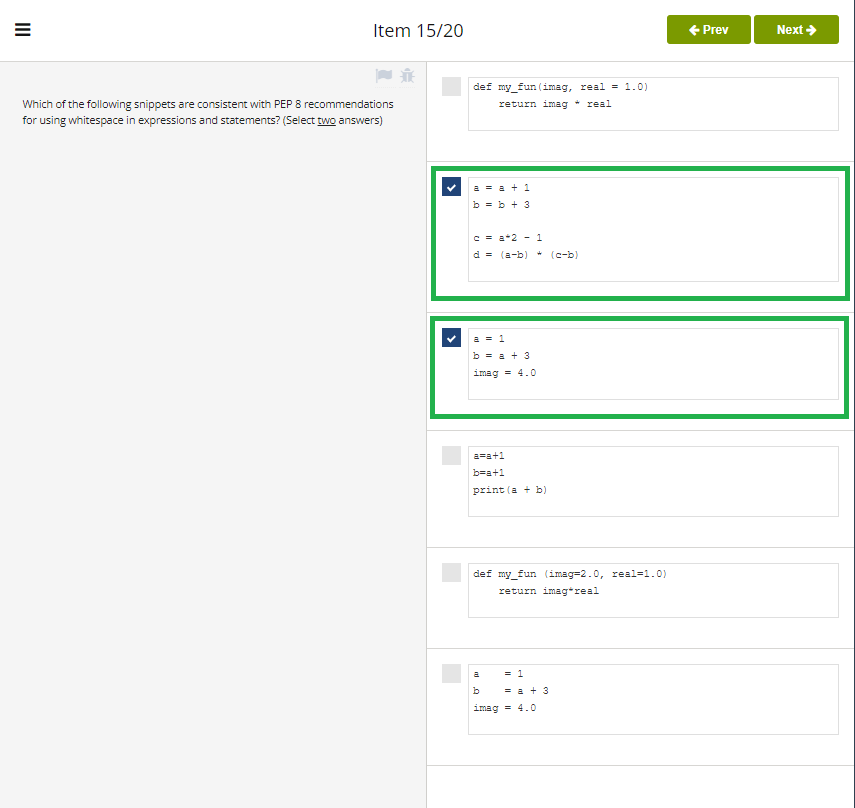 Item 15/20
Prev
Next
Which of the following snippets are consistent with PEP 8 recommendations
for using whitespace in expressions and statements? (Select two answers)
def my_fun(imag, real = 1.0)
    return imag * real
a = a + 1
b = b + 3
c = a*2 - 1
d = (a-b) * (c-b)
a = 1
b = a + 3
imag = 4.0
a=a+1
b=a+1
print(a + b)
def my_fun (imag=2.0, real=1.0)
    return imag*real
a    = 1
b    = a + 3
imag = 4.0